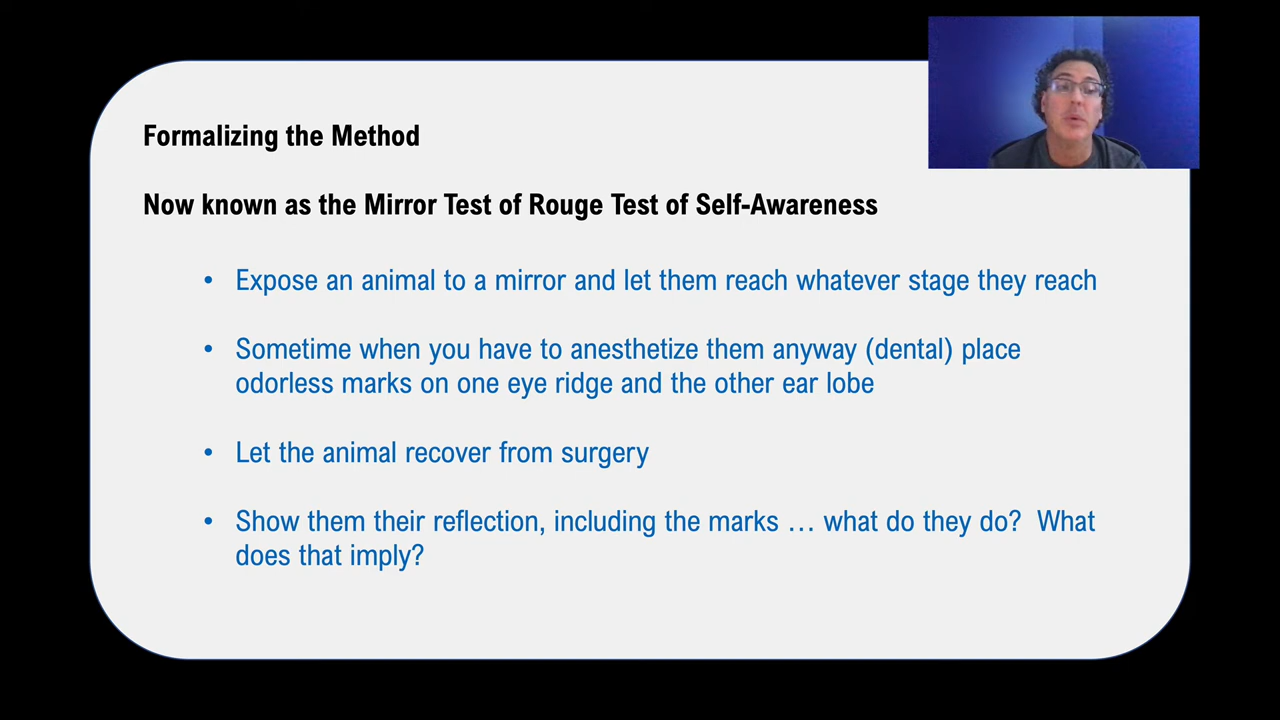 Formalizing the Method
Now known as the Mirror Test of Rouge Test of Self-Awareness
• Expose an animal to a mirror and let them reach whatever stage they reach
• Sometime when you have to anesthetize them anyway (dental) place
odorless marks on one eye ridge and the other ear lobe
• Let the animal recover from surgery
• Show them their reflection, including the marks … what do they do?  What
does that imply?